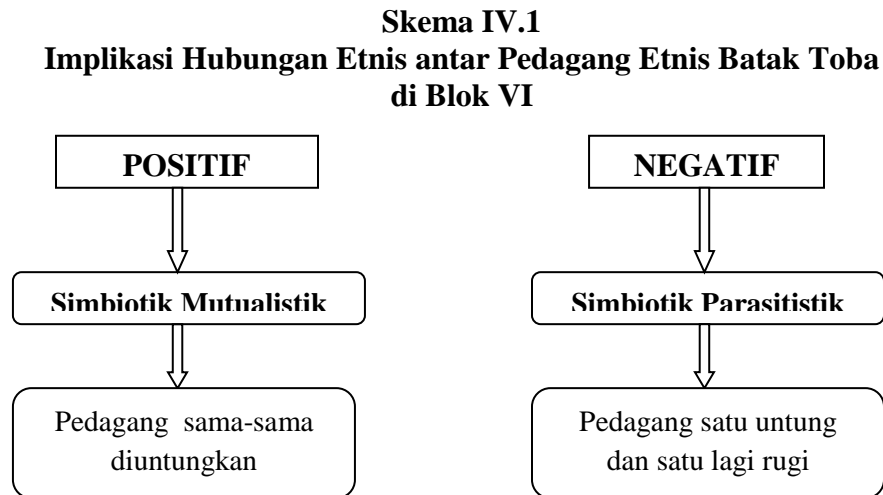 Skema IV.1
Implikasi Hubungan Etnis antar Pedagang Etnis Batak Toba
di Blok VI
POSITIF
NEGATIF
Simbiotik Mutualistik
Simbiotik Parasitistik
Pedagang sama-sama
diuntungkan
Pedagang satu untung
dan satu lagi rugi